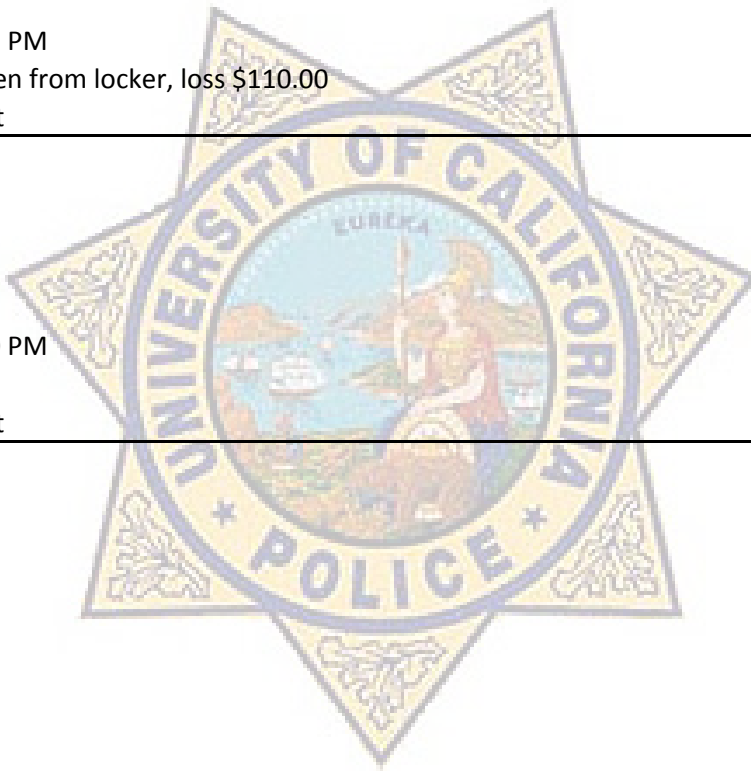 PM
en from locker, loss $110.00
t
UNIVERSITY OF CALIFORNIA
EUREKA
PM
t
POLICE